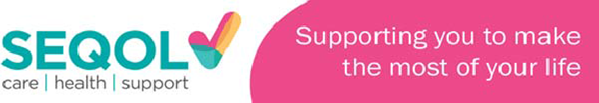 SEQOL
care | health | support
Supporting you to make
the most of your life